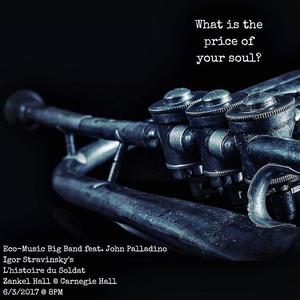 What is the
price of
your soul?
Eco-Music Big Band feat. John Palladino
Igor Stravinsky's
L'histoire du Soldat
Zankel Hall @ Carnegie Hall
6/3/2017 @ 8PM